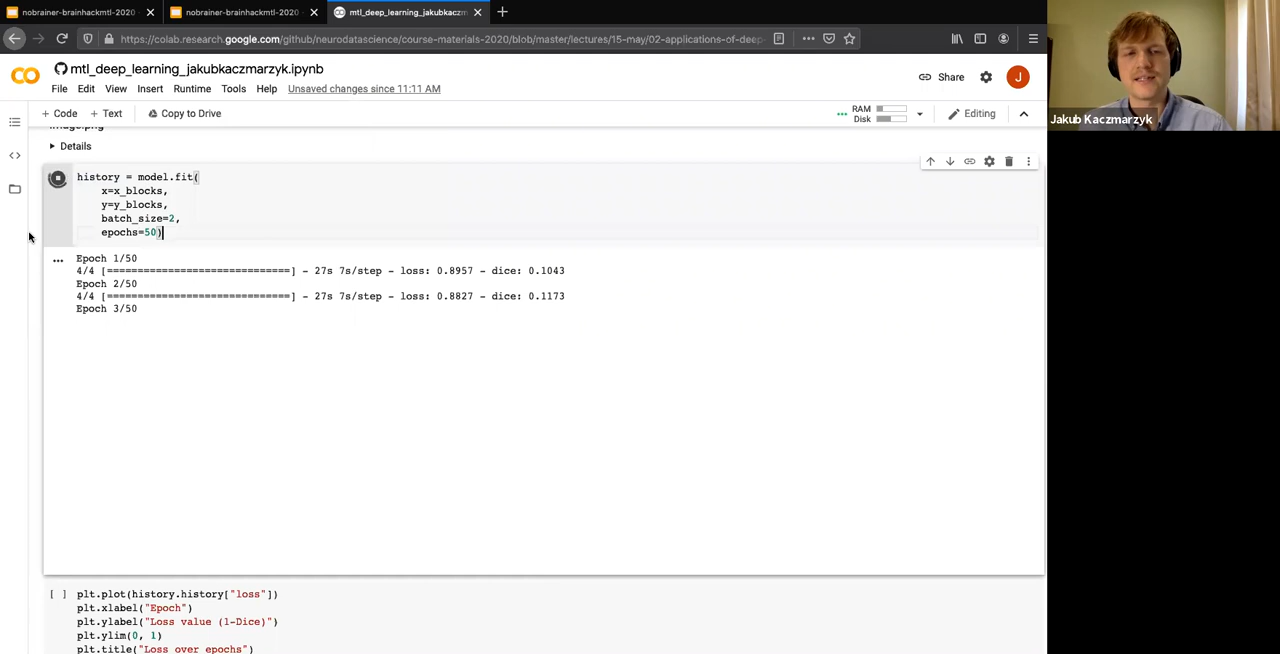 nobrainer-brainhackmtl-2020
nobrainer-brainhackmtl-2020
mtl_deep_learning_jakubkaczm
https://colab.research.google.com/github/neurodatascience/course-materials-2020/blob/master/lectures/15-may/02-applications-of-deep-
mtl_deep_learning_jakubkaczmarzyk.ipynb
Share
J
File Edit View Insert Runtime Tools Help Unsaved changes since 11:11 AM
+ Code + Text Copy to Drive
RAM
Disk
Editing
image.png
Details
history = model.fit(
x=x_blocks,
y=y_blocks,
batch_size=2,
epochs=50)
Epoch 1/50
4/4 [==============================] - 27s 7s/step - loss: 0.8957 - dice: 0.1043
Epoch 2/50
4/4 [==============================] - 27s 7s/step - loss: 0.8827 - dice: 0.1173
Epoch 3/50
[ ] plt.plot(history.history["loss"])
plt.xlabel("Epoch")
plt.ylabel("Loss value (1-Dice)")
plt.ylim(0, 1)
plt.title("Loss over epochs")
Jakub Kaczmarzyk